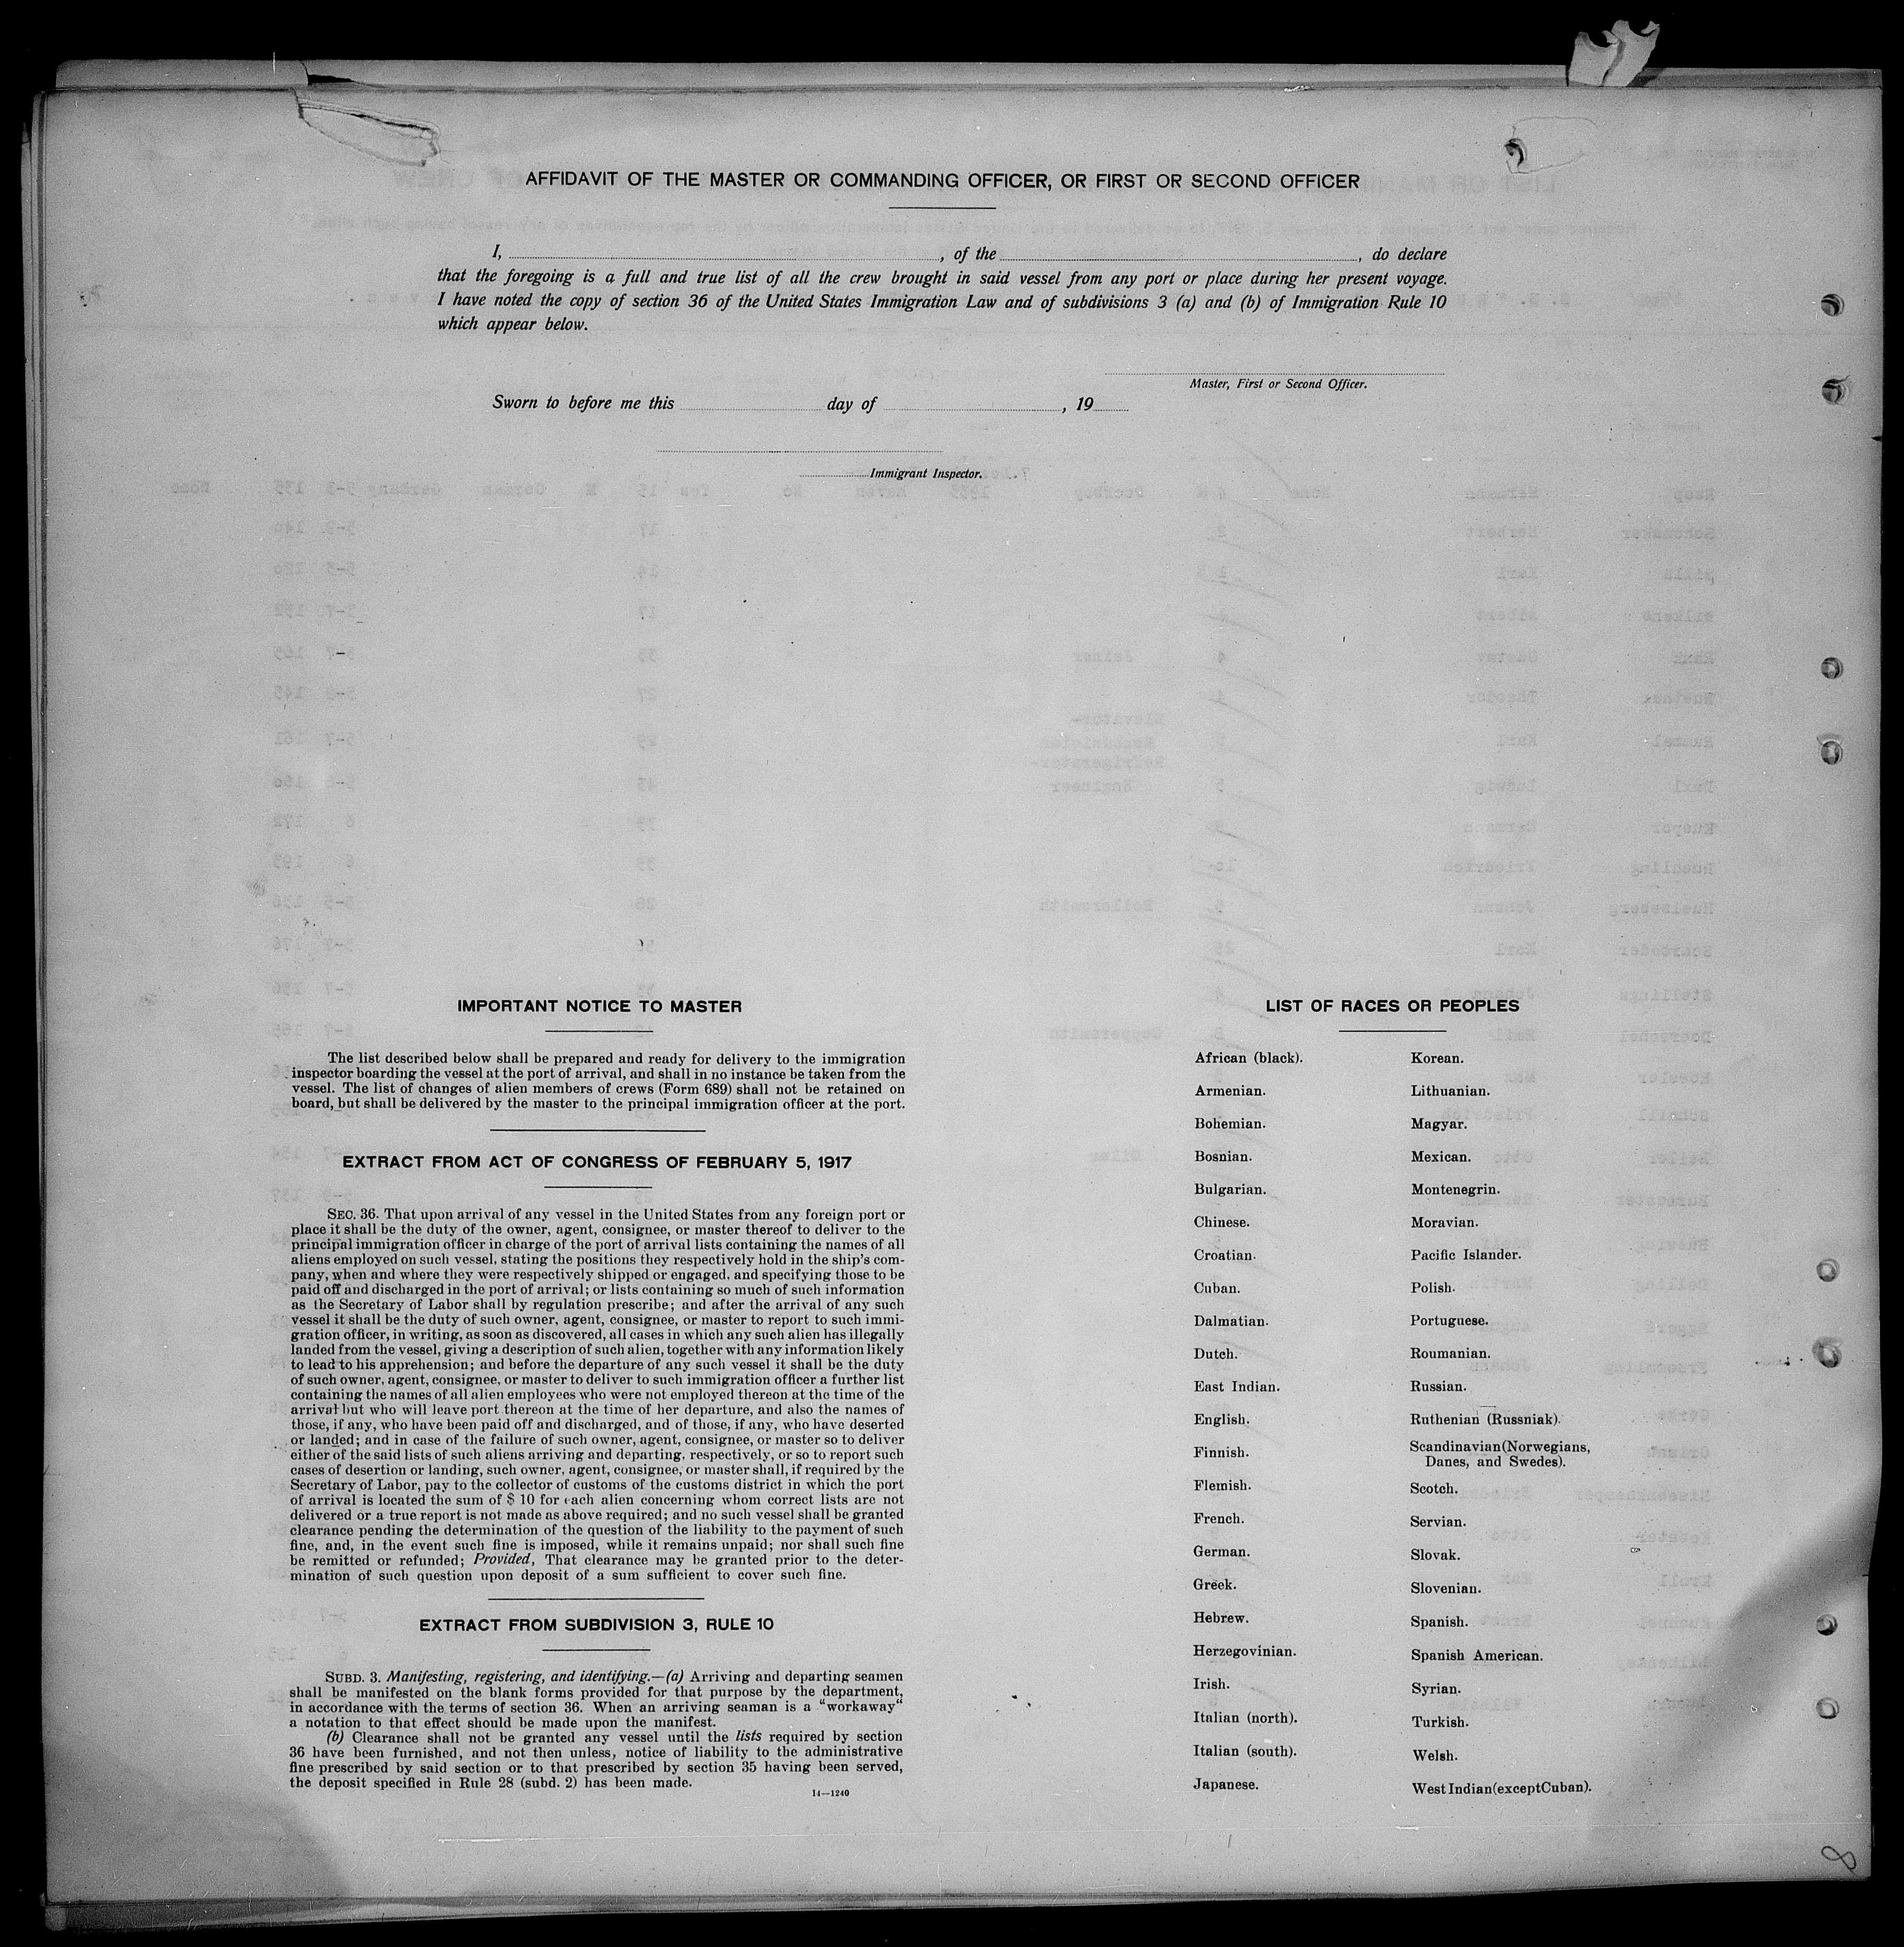 AFFIDAVIT OF THE MASTER OR COMMANDING OFFICER, OR FIRST OR SECOND OFFICER
I, , of the , do declare
that the foregoing is a full and true list of all the crew brought in said vessel from any port or place during her present voyage.
I have noted the copy of section 36 of the United States Immigration Law and of subdivisions 3 (a) and (b) of Immigration Rule 10
which appear below.
Master, First or Second Officer.
Sworn to before me this day of , 19
Immigrant Inspector.
IMPORTANT NOTICE TO MASTER
The list described below shall be prepared and ready for delivery to the immigration
inspector boarding the vessel at the port of arrival, and shall in no instance be taken from the
vessel. The list of changes of alien members of crews (Form 689) shall not be retained on
board, but shall be delivered by the master to the principal immigration officer at the port.
EXTRACT FROM ACT OF CONGRESS OF FEBRUARY 5, 1917
SEC. 36. That upon arrival of any vessel in the United States from any foreign port or
place it shall be the duty of the owner, agent, consignee, or master thereof to deliver to the
principal immigration officer in charge of the port of arrival lists containing the names of all
aliens employed on such vessel, stating the positions they respectively hold in the ship's com-
pany, when and where they were respectively shipped or engaged, and specifying those to be
paid off and discharged in the port of arrival; or lists containing so much of such information
as the Secretary of Labor shall by regulation prescribe; and after the arrival of any such
vessel it shall be the duty of such owner, agent, consignee, or master to report to such immi-
gration officer, in writing, as soon as discovered, all cases in which any such alien has illegally
landed from the vessel, giving a description of such alien, together with any information likely
to lead to his apprehension; and before the departure of any such vessel it shall be the duty
of such owner, agent, consignee, or master to deliver to such immigration officer a further list
containing the names of all alien employees who were not employed thereon at the time of the
arrival but who will leave port thereon at the time of her departure, and also the names of
those, if any, who have been paid off and discharged, and of those, if any, who have deserted
or landed; and in case of the failure of such owner, agent, consignee, or master so to deliver
either of the said lists of such aliens arriving and departing, respectively, or so to report such
cases of desertion or landing, such owner, agent, consignee, or master shall, if required by the
Secretary of Labor, pay to the collector of customs of the customs district in which the port
of arrival is located the sum of $ 10 for each alien concerning whom correct lists are not
delivered or a true report is not made as above required; and no such vessel shall be granted
clearance pending the determination of the question of the liability to the payment of such
fine, and, in the event such fine is imposed, while it remains unpaid; nor shall such fine
be remitted or refunded; Provided, That clearance may be granted prior to the deter-
mination of such question upon deposit of a sum sufficient to cover such fine.
EXTRACT FROM SUBDIVISION 3, RULE 10
SUBD. 3. Manifesting, registering, and identifying.—(a) Arriving and departing seamen
shall be manifested on the blank forms provided for that purpose by the department,
in accordance with the terms of section 36. When an arriving seaman is a "workaway"
a notation to that effect should be made upon the manifest.
(b) Clearance shall not be granted any vessel until the lists required by section
36 have been furnished, and not then unless, notice of liability to the administrative
fine prescribed by said section or to that prescribed by section 35 having been served,
the deposit specified in Rule 28 (subd. 2) has been made.
14—1240
LIST OF RACES OR PEOPLES
African (black).
Armenian.
Bohemian.
Bosnian.
Bulgarian.
Chinese.
Croatian.
Cuban.
Dalmatian.
Dutch.
East Indian.
English.
Finnish.
Flemish.
French.
German.
Greek.
Hebrew.
Herzegovinian.
Irish.
Italian (north).
Italian (south).
Japanese.
Korean.
Lithuanian.
Magyar.
Mexican.
Montenegrin.
Moravian.
Pacific Islander.
Polish.
Portuguese.
Roumanian.
Russian.
Ruthenian (Russniak).
Scandinavian (Norwegians,
Danes, and Swedes).
Scotch.
Servian.
Slovak.
Slovenian.
Spanish.
Spanish American.
Syrian.
Turkish.
Welsh.
West Indian (except Cuban).
8